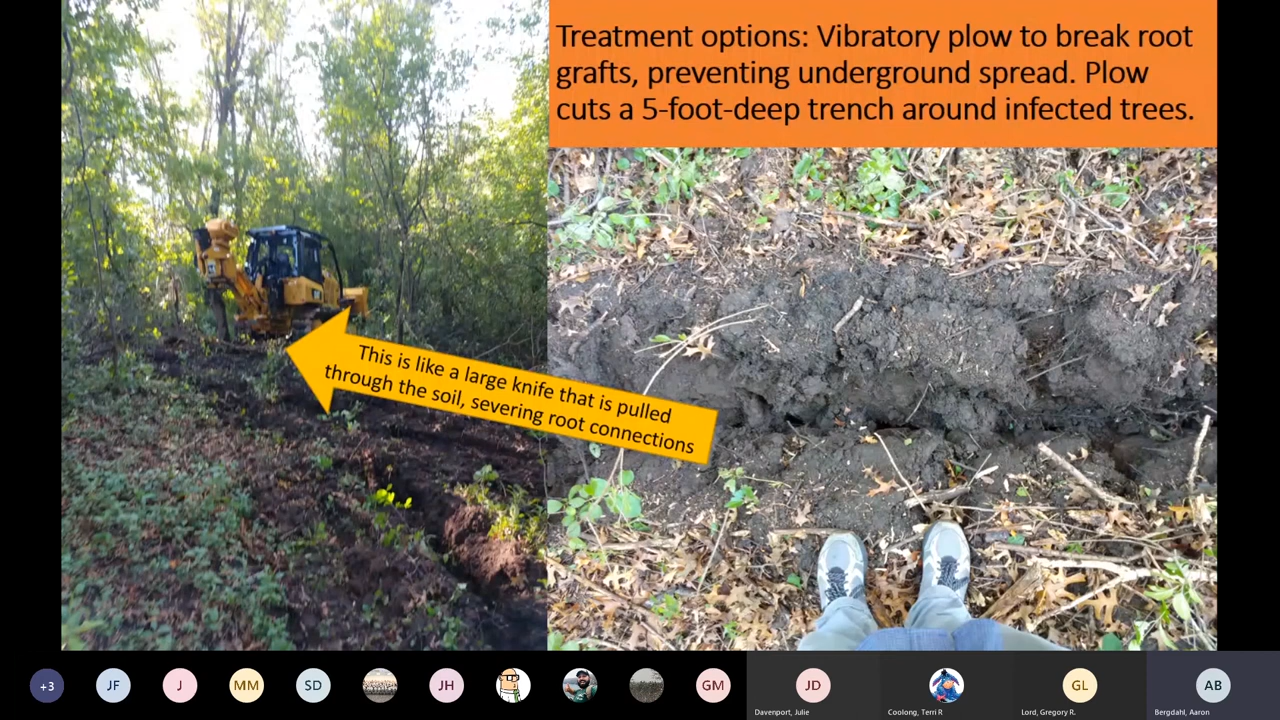 Treatment options: Vibratory plow to break root
grafts, preventing underground spread. Plow
cuts a 5-foot-deep trench around infected trees.
This is like a large knife that is pulled
through the soil, severing root connections
+3
JF
J
MM
SD
JH
GM
JD
GL
AB
Davenport, Julie
Coolong, Terri R
Lord, Gregory R.
Bergdahl, Aaron